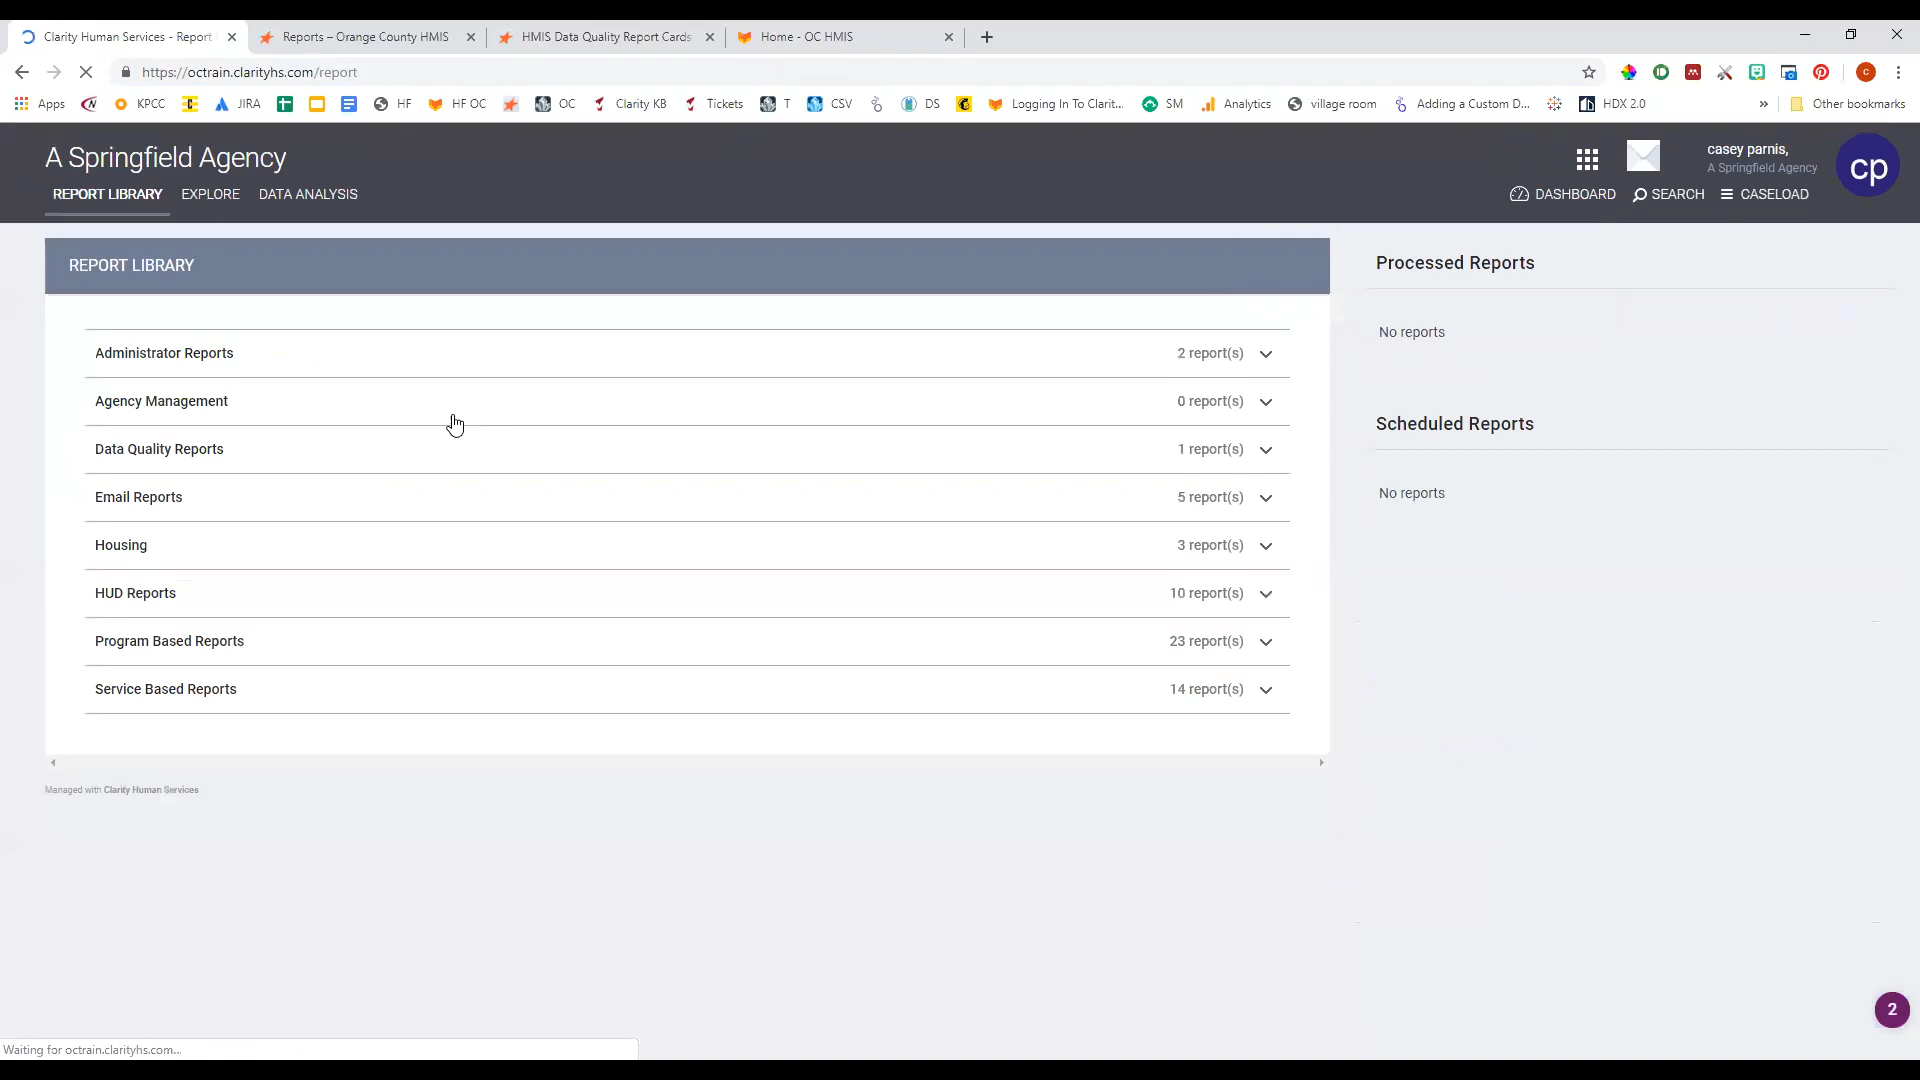 Clarity Human Services - Report
Reports – Orange County HMIS
HMIS Data Quality Report Cards
Home - OC HMIS
https://octrain.clarityhs.com/report
Apps
KPCC
JIRA
HF
HF OC
OC
Clarity KB
Tickets
T
CSV
DS
Logging In To Clarit...
SM
Analytics
village room
Adding a Custom D...
HDX 2.0
»
Other bookmarks
A Springfield Agency
casey parnis,
A Springfield Agency
cp
REPORT LIBRARY EXPLORE DATA ANALYSIS
DASHBOARD SEARCH CASELOAD
REPORT LIBRARY
Administrator Reports 2 report(s)
Agency Management 0 report(s)
Data Quality Reports 1 report(s)
Email Reports 5 report(s)
Housing 3 report(s)
HUD Reports 10 report(s)
Program Based Reports 23 report(s)
Service Based Reports 14 report(s)
Managed with Clarity Human Services
Processed Reports
No reports
Scheduled Reports
No reports
2
Waiting for octrain.clarityhs.com...